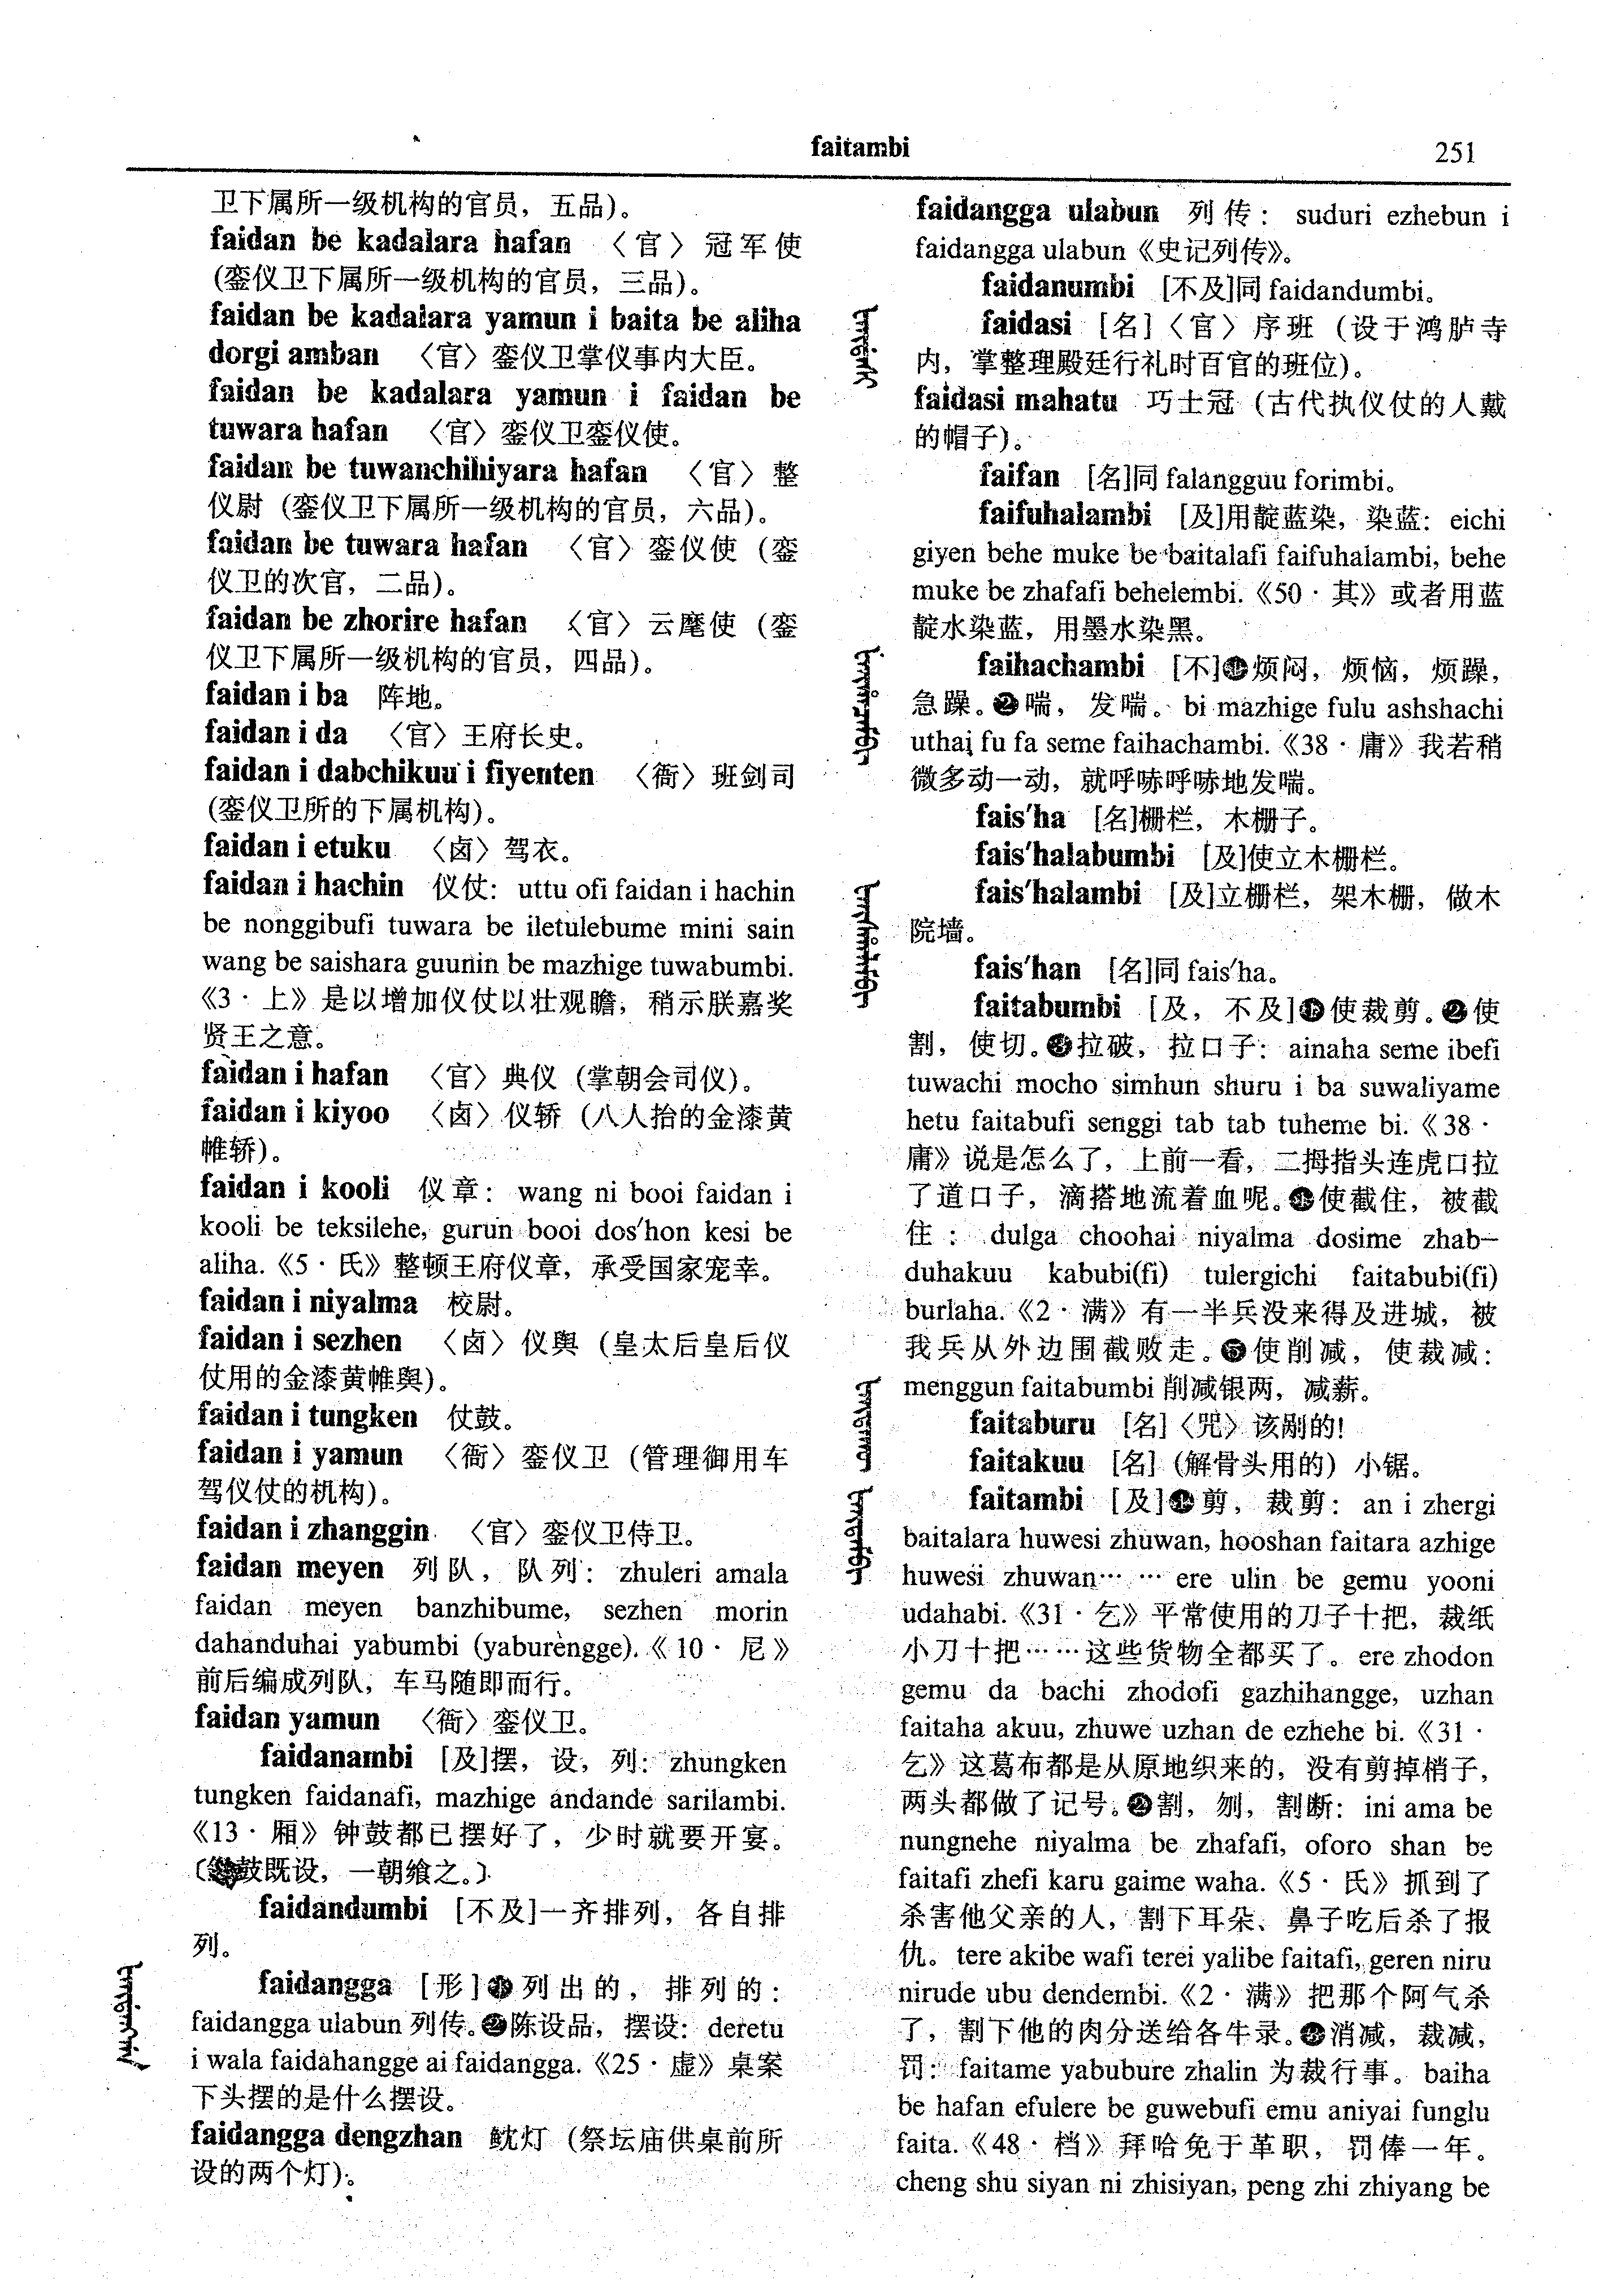 faitambi
251
卫下属所一级机构的官员，五品）。
faidan be kadalara hafan 〈官〉冠军使
（銮仪卫下属所一级机构的官员，三品）。
faidan be kadalara yamun i baita be aliha
dorgi amban 〈官〉銮仪卫掌仪事内大臣。
faidan be kadalara yamun i faidan be
tuwara hafan 〈官〉銮仪卫銮仪使。
faidan be tuwanchihiyara hafan 〈官〉整
仪尉（銮仪卫下属所一级机构的官员，六品）。
faidan be tuwara hafan 〈官〉銮仪使（銮
仪卫的次官，二品）。
faidan be zhorire hafan 〈官〉云麾使（銮
仪卫下属所一级机构的官员，四品）。
faidan i ba 阵地。
faidan i da 〈官〉王府长史。
faidan i dabchikuu i fiyenten 〈衙〉班剑司
（銮仪卫所的下属机构）。
faidan i etuku 〈卤〉驾衣。
faidan i hachin 仪仗：uttu ofi faidan i hachin
be nonggibufi tuwara be iletulebume mini sain
wang be saishara guunin be mazhige tuwabumbi.
《3·上》是以增加仪仗以壮观瞻，稍示朕嘉奖
贤王之意。
faidan i hafan 〈官〉典仪（掌朝会司仪）。
faidan i kiyoo 〈卤〉仪轿（八人抬的金漆黄
帷轿）。
faidan i kooli 仪章：wang ni booi faidan i
kooli be teksilehe, gurun booi dos'hon kesi be
aliha.《5·氏》整顿王府仪章，承受国家宠幸。
faidan i niyalma 校尉。
faidan i sezhen 〈卤〉仪舆（皇太后皇后仪
仗用的金漆黄帷舆）。
faidan i tungken 仗鼓。
faidan i yamun 〈衙〉銮仪卫（管理御用车
驾仪仗的机构）。
faidan i zhanggin 〈官〉銮仪卫侍卫。
faidan meyen 列队，队列：zhuleri amala
faidan meyen banzhibume, sezhen morin
dahanduhai yabumbi (yaburengge).《10·尼》
前后编成列队，车马随即而行。
faidan yamun 〈衙〉銮仪卫。
faidanambi [及]摆，设，列：zhungken
tungken faidanafi, mazhige andande sarilambi.
《13·厢》钟鼓都已摆好了，少时就要开宴。
〔鼓既设，一朝飨之。〕
faidandumbi [不及]一齐排列，各自排
列。
faidangga [形]❶列出的，排列的：
faidangga ulabun 列传。❷陈设品，摆设：deretu
i wala faidahangge ai faidangga.《25·虚》桌案
下头摆的是什么摆设。
faidangga dengzhan 魫灯（祭坛庙供桌前所
设的两个灯）。
faidangga ulabun 列传：suduri ezhebun i
faidangga ulabun《史记列传》。
faidanumbi [不及]同 faidandumbi。
faidasi [名]〈官〉序班（设于鸿胪寺
内，掌整理殿廷行礼时百官的班位）。
faidasi mahatu 巧士冠（古代执仪仗的人戴
的帽子）。
faifan [名]同 falangguu forimbi。
faifuhalambi [及]用靛蓝染，染蓝：eichi
giyen behe muke be baitalafi faifuhalambi, behe
muke be zhafafi behelembi.《50·其》或者用蓝
靛水染蓝，用墨水染黑。
faihachambi [不]❶烦闷，烦恼，烦躁，
急躁。❷喘，发喘。bi mazhige fulu ashshachi
uthai fu fa seme faihachambi.《38·庸》我若稍
微多动一动，就呼哧呼哧地发喘。
fais'ha [名]栅栏，木栅子。
fais'halabumbi [及]使立木栅栏。
fais'halambi [及]立栅栏，架木栅，做木
院墙。
fais'han [名]同 fais'ha。
faitabumbi [及，不及]❶使裁剪。❷使
割，使切。❸拉破，拉口子：ainaha seme ibefi
tuwachi mocho simhun shuru i ba suwaliyame
hetu faitabufi senggi tab tab tuheme bi.《38·
庸》说是怎么了，上前一看，二拇指头连虎口拉
了道口子，滴搭地流着血呢。❹使截住，被截
住：dulga choohai niyalma dosime zhab-
duhakuu kabubi(fi) tulergichi faitabubi(fi)
burlaha.《2·满》有一半兵没来得及进城，被
我兵从外边围截败走。❺使削减，使裁减：
menggun faitabumbi 削减银两，减薪。
faitaburu [名]〈咒〉该剐的！
faitakuu [名]（解骨头用的）小锯。
faitambi [及]❶剪，裁剪：an i zhergi
baitalara huwesi zhuwan, hooshan faitara azhige
huwesi zhuwan…… ere ulin be gemu yooni
udahabi.《31·乞》平常使用的刀子十把，裁纸
小刀十把……这些货物全都买了。ere zhodon
gemu da bachi zhodofi gazhihangge, uzhan
faitaha akuu, zhuwe uzhan de ezhehe bi.《31·
乞》这葛布都是从原地织来的，没有剪掉梢子，
两头都做了记号。❷割，刎，割断：ini ama be
nungnehe niyalma be zhafafi, oforo shan be
faitafi zhefi karu gaime waha.《5·氏》抓到了
杀害他父亲的人，割下耳朵、鼻子吃后杀了报
仇。tere akibe wafi terei yalibe faitafi, geren niru
nirude ubu dendembi.《2·满》把那个阿气杀
了，割下他的肉分送给各牛录。❸消减，裁减，
罚：faitame yabubure zhalin 为裁行事。baiha
be hafan efulere be guwebufi emu aniyai funglu
faita.《48·档》拜哈免于革职，罚俸一年。
cheng shu siyan ni zhisiyan, peng zhi zhiyang be